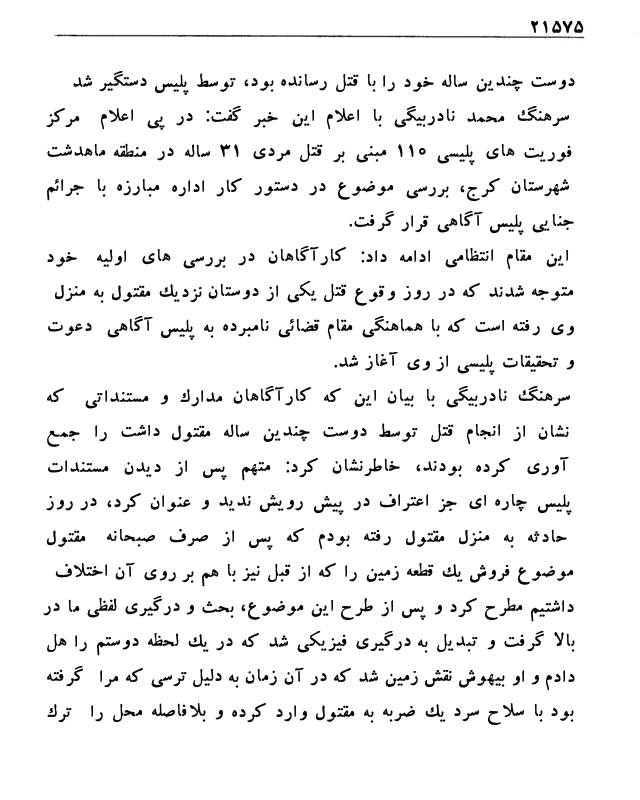 ۲۱۵۷۵
دوست چندین ساله خود را با قتل رسانده بود، توسط پلیس دستگیر شد
سرهنگ محمد نادربیگی با اعلام این خبر گفت: در پی اعلام مرکز
فوریت های پلیسی ۱۱۰ مبنی بر قتل مردی ۳۱ ساله در منطقه ماهدشت
شهرستان کرج، بررسی موضوع در دستور کار اداره مبارزه با جرائم
جنایی پلیس آگاهی قرار گرفت.
این مقام انتظامی ادامه داد: کارآگاهان در بررسی های اولیه خود
متوجه شدند که در روز وقوع قتل یکی از دوستان نزدیك مقتول به منزل
وی رفته است که با هماهنگی مقام قضائی نامبرده به پلیس آگاهی دعوت
و تحقیقات پلیسی از وی آغاز شد.
سرهنگ نادربیگی با بیان این که کارآگاهان مدارك و مستنداتی که
نشان از انجام قتل توسط دوست چندین ساله مقتول داشت را جمع
آوری کرده بودند، خاطرنشان کرد: متهم پس از دیدن مستندات
پلیس چاره ای جز اعتراف در پیش رویش ندید و عنوان کرد، در روز
حادثه به منزل مقتول رفته بودم که پس از صرف صبحانه مقتول
موضوع فروش یك قطعه زمین را که از قبل نیز با هم بر روی آن اختلاف
داشتیم مطرح کرد و پس از طرح این موضوع، بحث و درگیری لفظی ما در
بالا گرفت و تبدیل به درگیری فیزیکی شد که در یك لحظه دوستم را هل
دادم و او بیهوش نقش زمین شد که در آن زمان به دلیل ترسی که مرا گرفته
بود با سلاح سرد یك ضربه به مقتول وارد کرده و بلافاصله محل را ترك